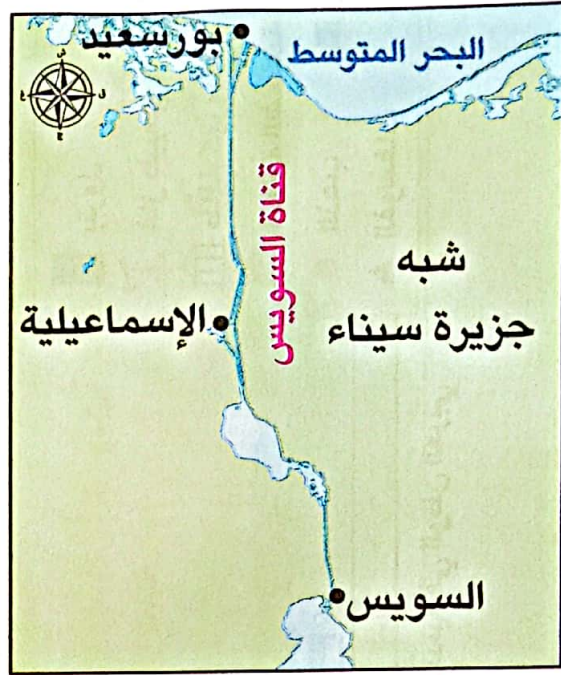 بورسعيد
البحر المتوسط
قناة السويس
شبه
جزيرة سيناء
الإسماعيلية
السويس